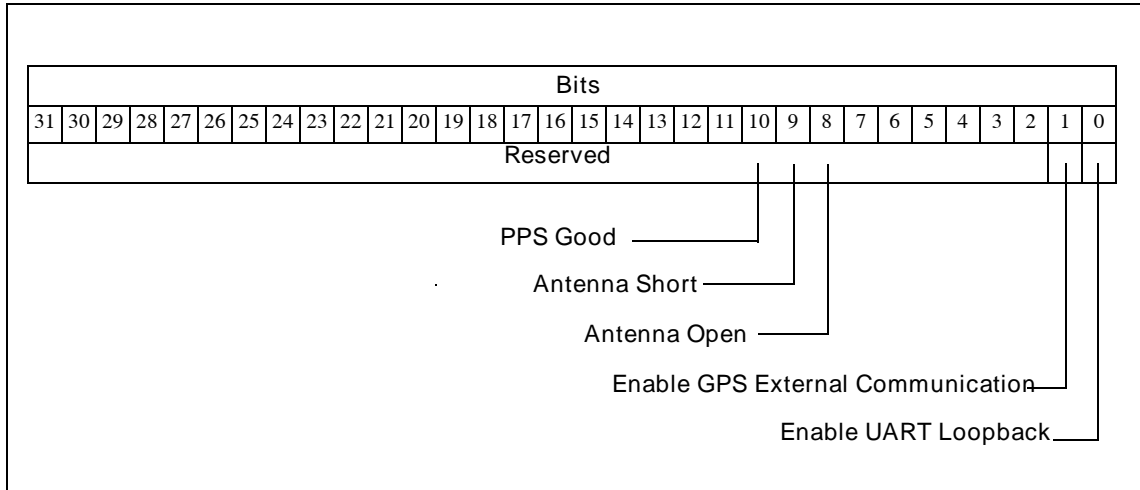 Bits
31 30 29 28 27 26 25 24 23 22 21 20 19 18 17 16 15 14 13 12 11 10 9 8 7 6 5 4 3 2 1 0
Reserved
PPS Good
Antenna Short
Antenna Open
Enable GPS External Communication
Enable UART Loopback